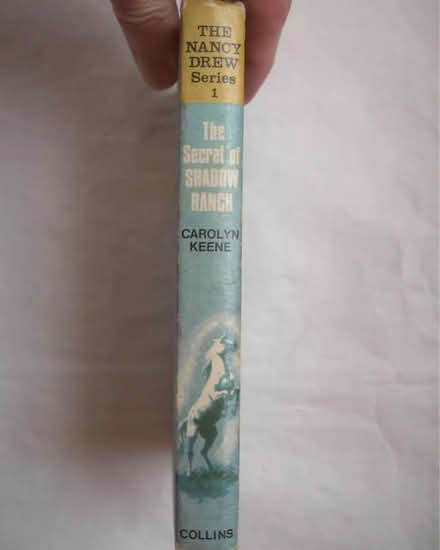 THE
NANCY
DREW
Series
1
The
Secret of
SHADOW
RANCH
CAROLYN
KEENE
COLLINS